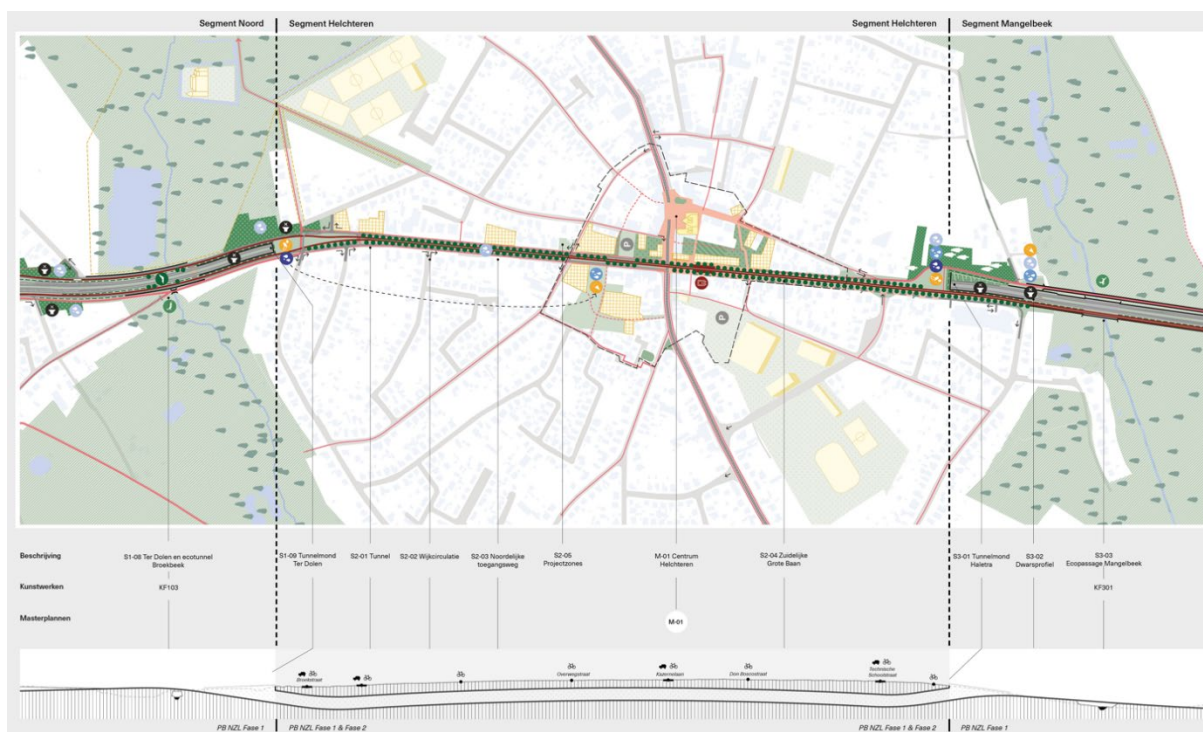 Segment Noord
Segment Helchteren
Segment Helchteren
Segment Mangelbeek
P
P
Beschrijving
S1-08 Ter Dolen en ecotunnel
Broekbeek
S1-09 Tunnelmond
Ter Dolen
S2-01 Tunnel
S2-02 Wijkcirculatie
S2-03 Noordelijke
toegangsweg
S2-05
Projectzones
M-01 Centrum
Helchteren
S2-04 Zuidelijke
Grote Baan
S3-01 Tunnelmond
Haletra
S3-02
Dwarsprofiel
S3-03
Ecopassage Mangelbeek
Kunstwerken
KF103
KF301
Masterplannen
M-01
Kazernelaan
Don Boscostraat
Schoolstraat
PB NZL Fase 1
PB NZL Fase 1 & Fase 2
PB NZL Fase 1 & Fase 2
PB NZL Fase 1